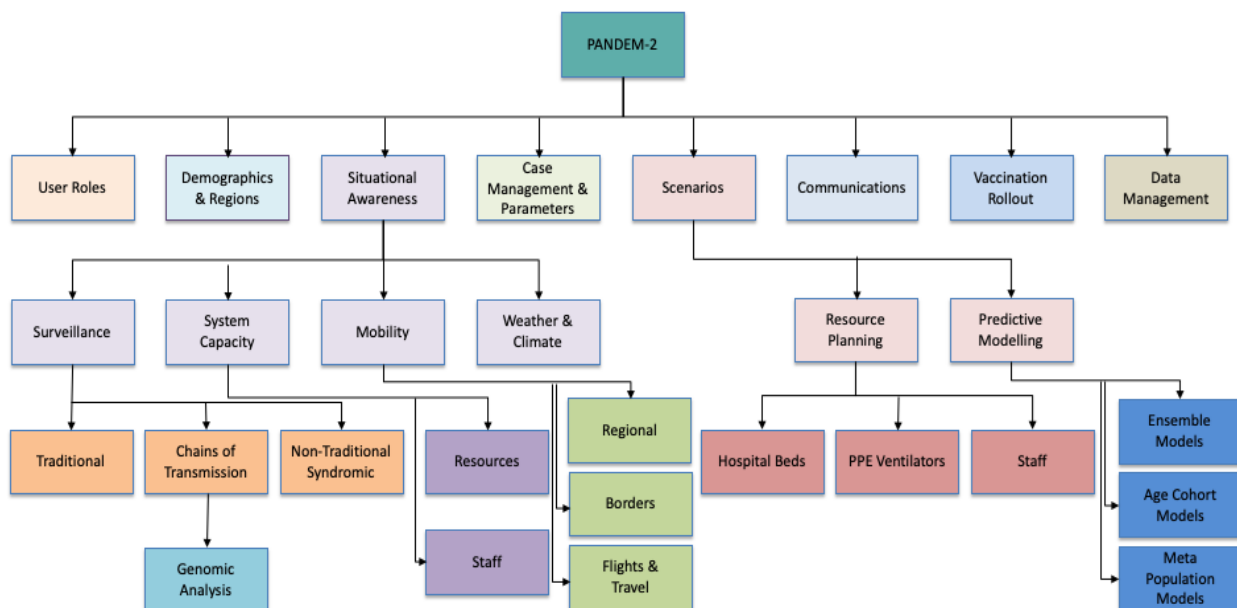 PANDEM-2
User Roles
Demographics
& Regions
Situational
Awareness
Case
Management &
Parameters
Scenarios
Communications
Vaccination
Rollout
Data
Management
Surveillance
System
Capacity
Mobility
Weather &
Climate
Resource
Planning
Predictive
Modelling
Traditional
Chains of
Transmission
Non-Traditional
Syndromic
Resources
Regional
Hospital Beds
PPE Ventilators
Staff
Ensemble
Models
Borders
Age Cohort
Models
Genomic
Analysis
Staff
Flights &
Travel
Meta
Population
Models